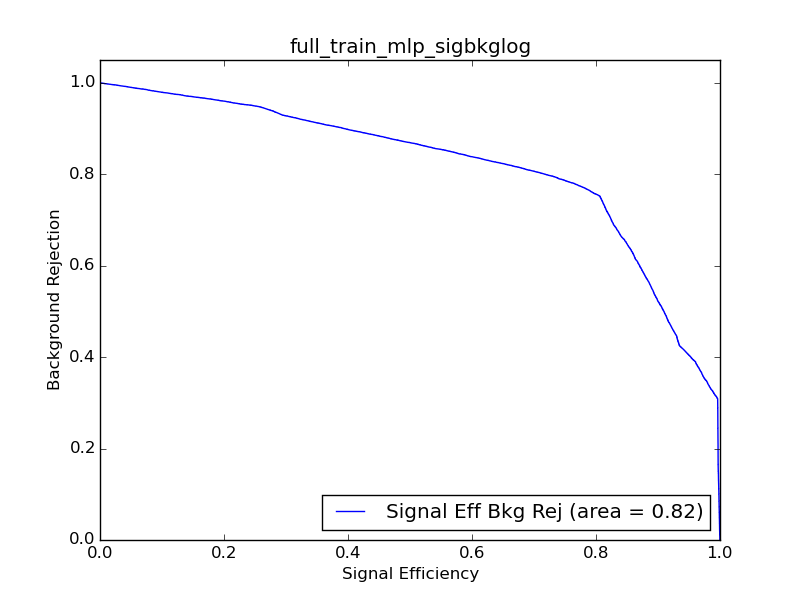 full_train_mlp_sigbkglog
1.0
0.8
0.6
0.4
0.2
0.0
Background Rejection
Signal Eff Bkg Rej (area = 0.82)
0.0 0.2 0.4 0.6 0.8 1.0
Signal Efficiency